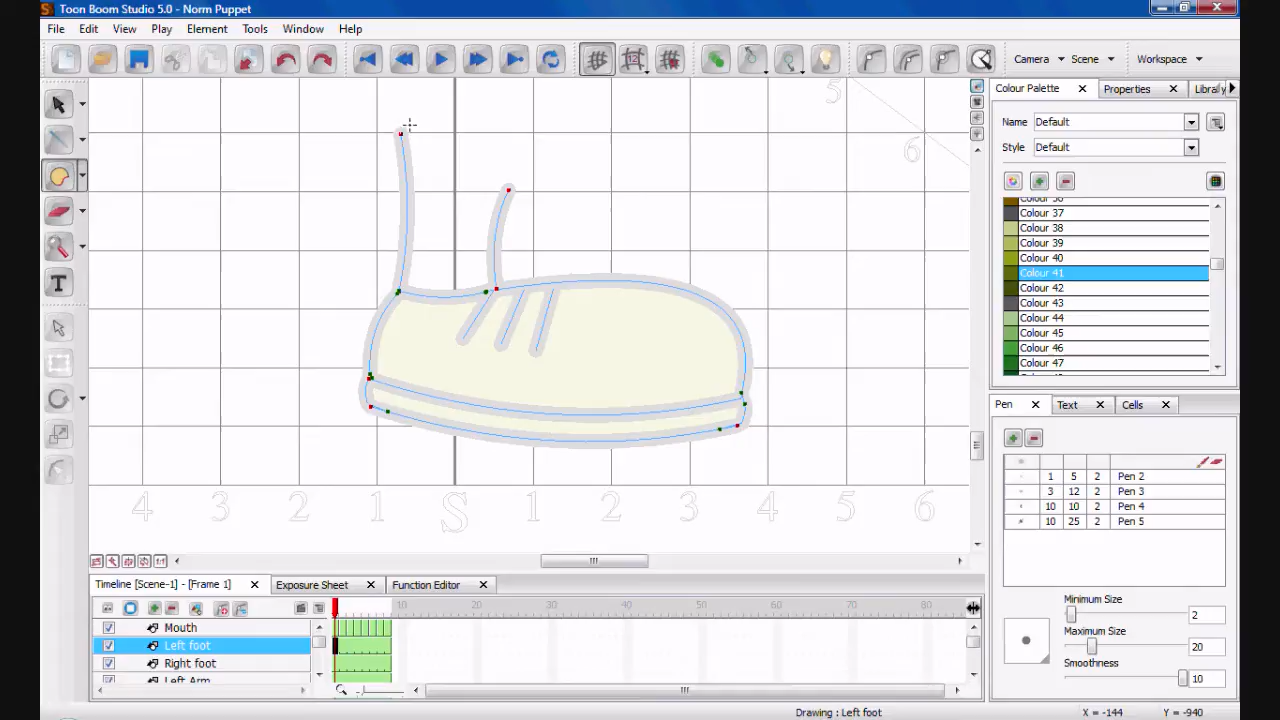 Toon Boom Studio 5.0 - Norm Puppet
File Edit View Play Element Tools Window Help
Camera Scene Workspace
Colour Palette Properties Library
Name Default
Style Default
Colour 37
Colour 38
Colour 39
Colour 40
Colour 41
Colour 42
Colour 43
Colour 44
Colour 45
Colour 46
Colour 47
5
6
4 3 2 1 S 1 2 3 4 5 6
Pen Text Cells
1 5 2 Pen 2
3 12 2 Pen 3
10 10 2 Pen 4
10 25 2 Pen 5
Minimum Size
2
Maximum Size
20
Smoothness
10
Timeline [Scene-1] - [Frame 1] Exposure Sheet Function Editor
10 20 30 40 50 60 70 80
Mouth
Left foot
Right foot
Left Arm
Drawing : Left foot X = -144 Y = -940